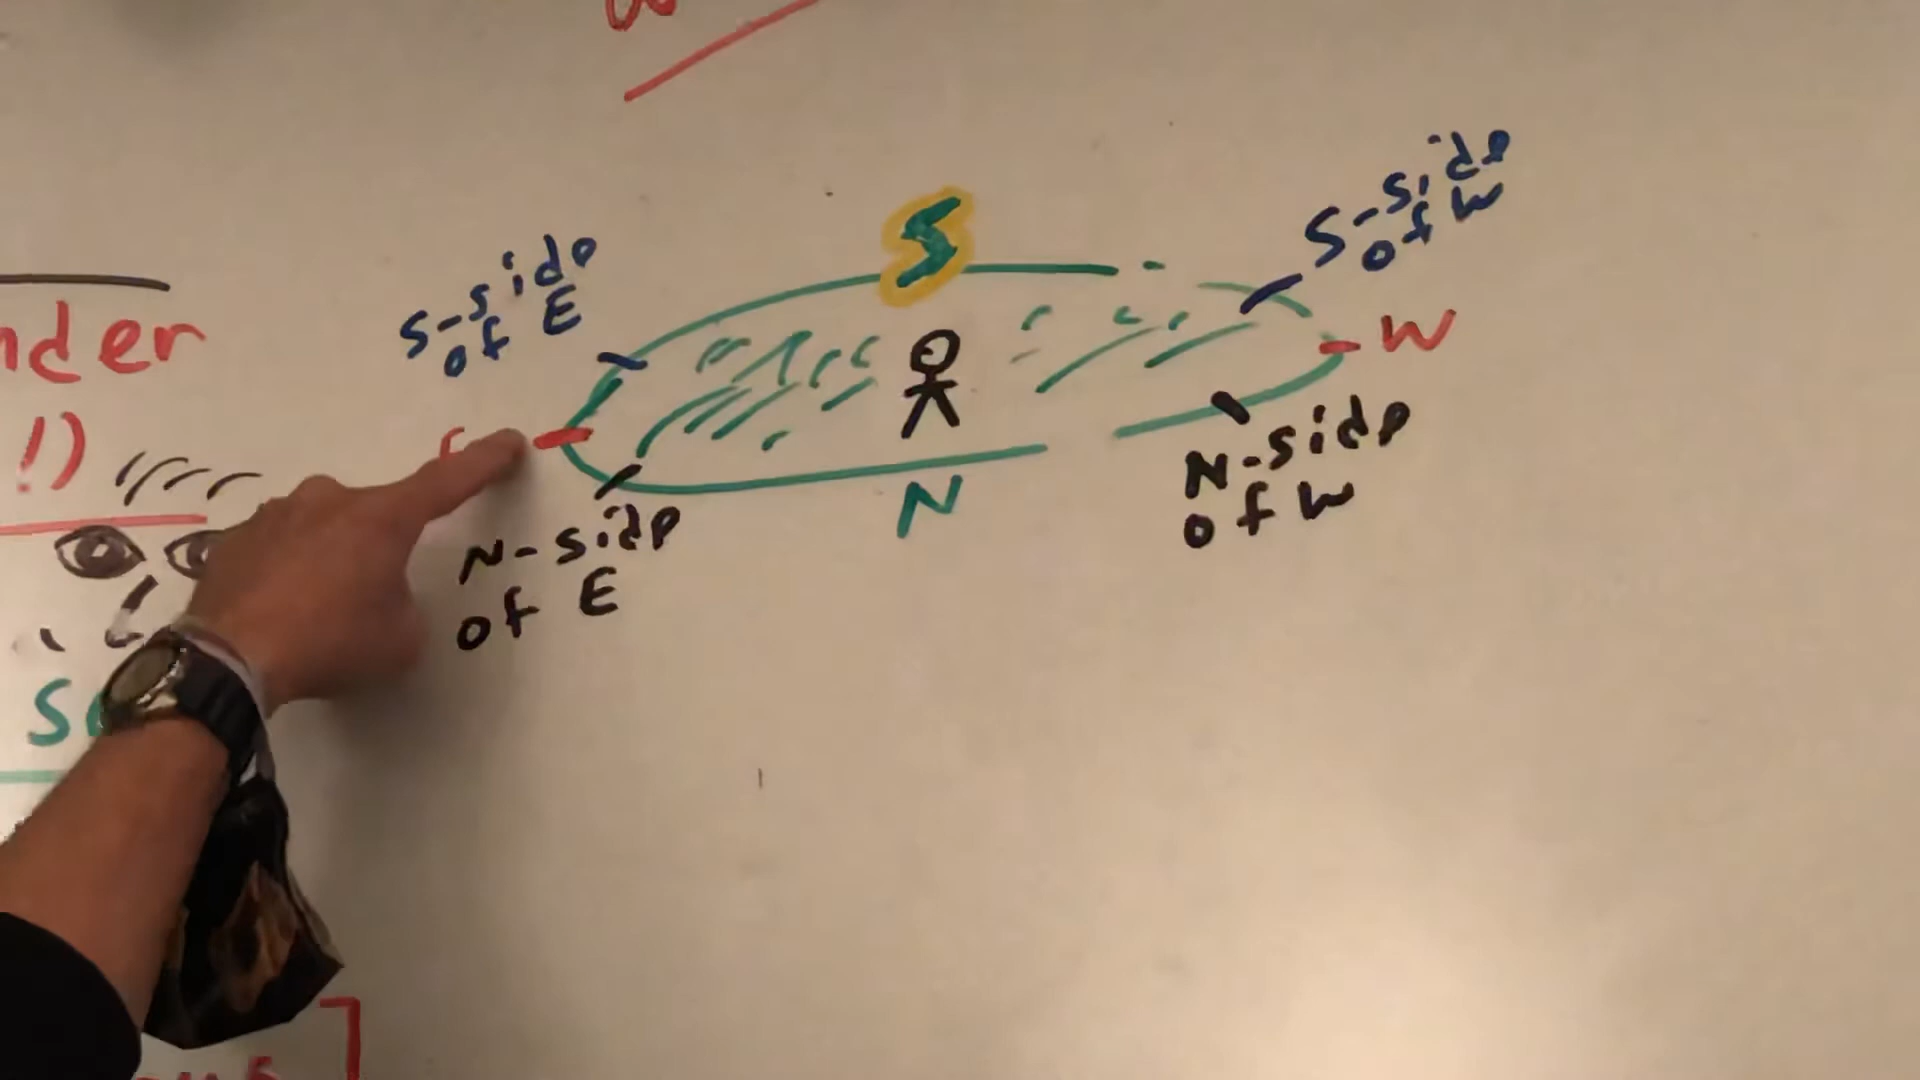 nder
!)
S-side
of E
S
S-side
of W
W
N
N-side
of E
N-side
of W